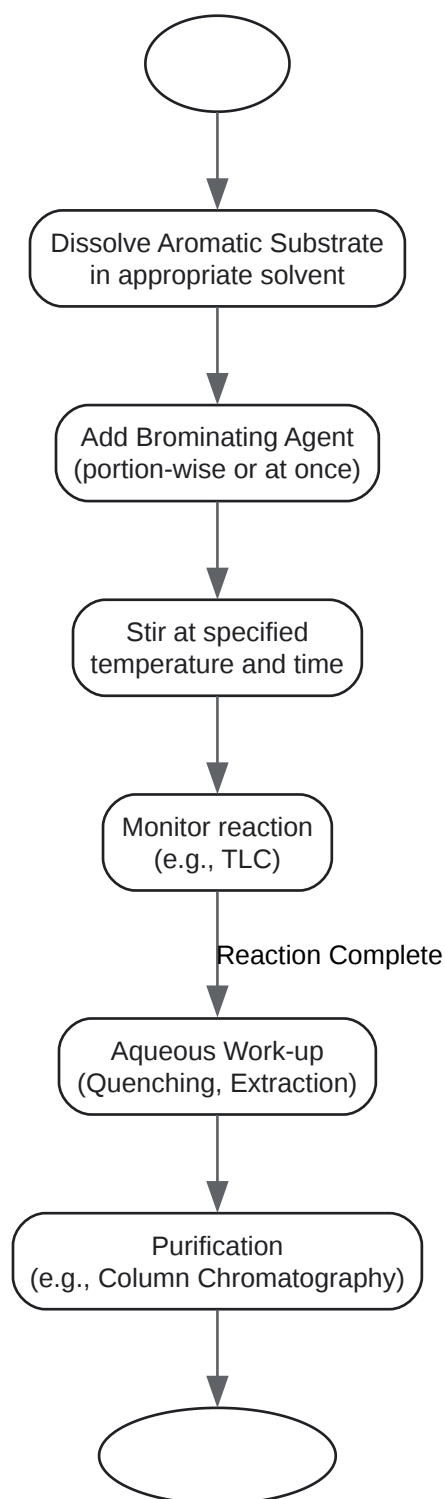 Dissolve Aromatic Substrate
in appropriate solvent
Add Brominating Agent
(portion-wise or at once)
Stir at specified
temperature and time
Monitor reaction
(e.g., TLC)
Reaction Complete
Aqueous Work-up
(Quenching, Extraction)
Purification
(e.g., Column Chromatography)